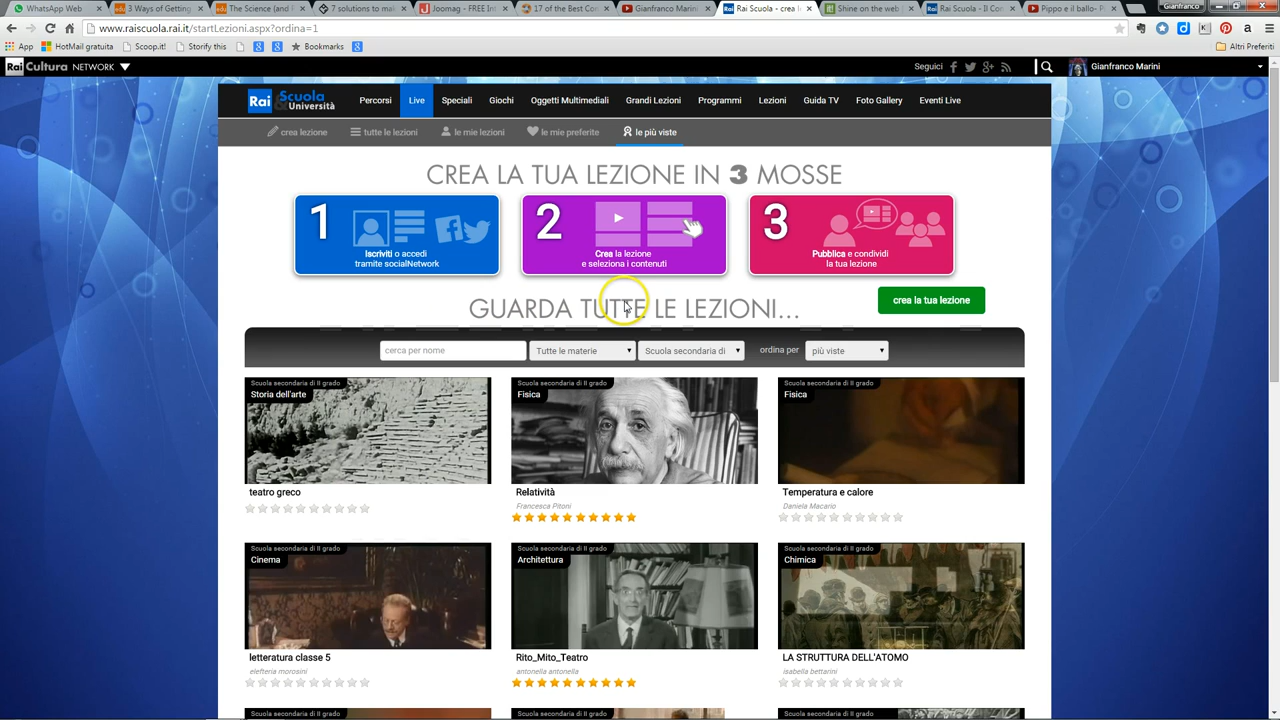 WhatsApp Web
3 Ways of Getting
The Science (and
7 solutions to mak
Joomag - FREE Int
17 of the Best Con
Gianfranco Marini
Rai Scuola - crea l
Shine on the web
Rai Scuola - Il Con
Pippo e il ballo- P
Gianfranco
www.raiscuola.rai.it/startLezioni.aspx?ordina=1
App
HotMail gratuita
Scoop.it!
Storify this
Bookmarks
Altri Preferiti
Rai Cultura NETWORK
Seguici
Gianfranco Marini
Rai Scuola & Università
Percorsi
Live
Speciali
Giochi
Oggetti Multimediali
Grandi Lezioni
Programmi
Lezioni
Guida TV
Foto Gallery
Eventi Live
crea lezione
tutte le lezioni
le mie lezioni
le mie preferite
le più viste
CREA LA TUA LEZIONE IN 3 MOSSE
1
Iscriviti o accedi
tramite socialNetwork
2
Crea la lezione
e seleziona i contenuti
3
Pubblica e condividi
la tua lezione
GUARDA TUTTE LE LEZIONI...
crea la tua lezione
cerca per nome
Tutte le materie
Scuola secondaria di
ordina per
più viste
Scuola secondaria di II grado
Storia dell'arte
teatro greco
Scuola secondaria di II grado
Fisica
Relatività
Francesca Pitoni
Scuola secondaria di II grado
Fisica
Temperatura e calore
Daniela Macario
Scuola secondaria di II grado
Cinema
letteratura classe 5
elefteria morosini
Scuola secondaria di II grado
Architettura
Rito_Mito_Teatro
antonella antonella
Scuola secondaria di II grado
Chimica
LA STRUTTURA DELL'ATOMO
isabella bettarini
Scuola secondaria di II grado
Scuola secondaria di II grado
Scuola secondaria di II grado